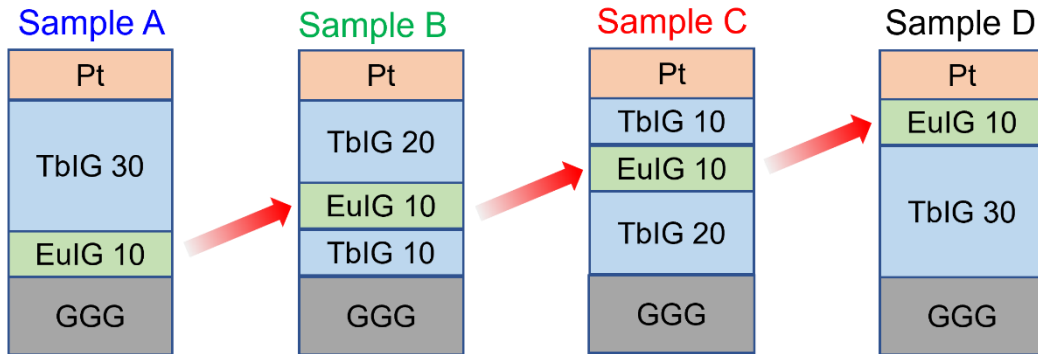 Sample A
Pt
TbIG 30
EuIG 10
GGG
Sample B
Pt
TbIG 20
EuIG 10
TbIG 10
GGG
Sample C
Pt
TbIG 10
EuIG 10
TbIG 20
GGG
Sample D
Pt
EuIG 10
TbIG 30
GGG